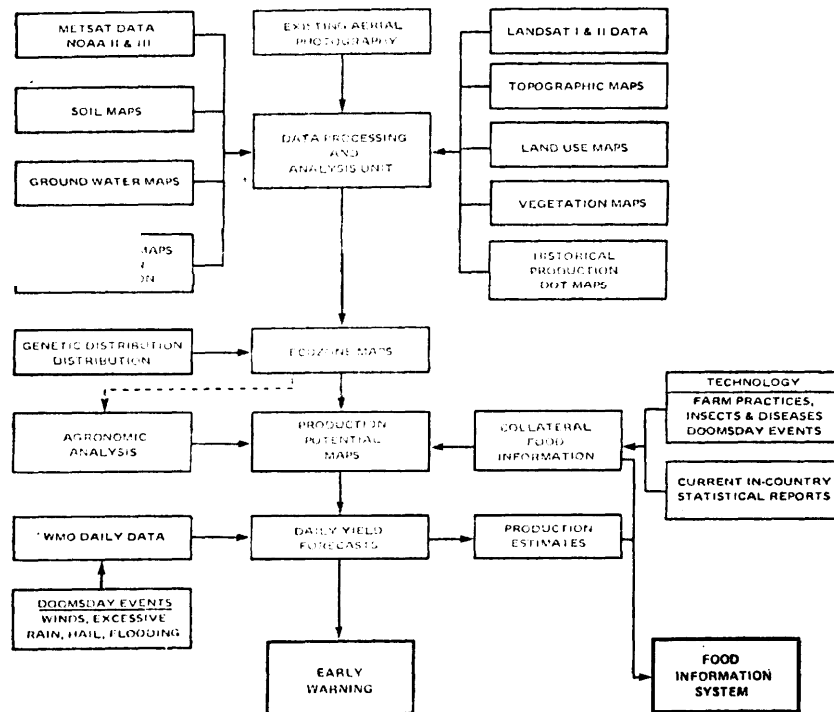 METSAT DATA
NOAA II & III
EXISTING AERIAL
PHOTOGRAPHY
LANDSAT I & II DATA
SOIL MAPS
TOPOGRAPHIC MAPS
DATA PROCESSING
AND
ANALYSIS UNIT
LAND USE MAPS
GROUND WATER MAPS
VEGETATION MAPS
MAPS
HISTORICAL
PRODUCTION
DOT MAPS
GENETIC DISTRIBUTION
DISTRIBUTION
ECOZONE MAPS
TECHNOLOGY
FARM PRACTICES,
INSECTS & DISEASES
DOOMSDAY EVENTS
AGRONOMIC
ANALYSIS
PRODUCTION
POTENTIAL
MAPS
COLLATERAL
FOOD
INFORMATION
CURRENT IN-COUNTRY
STATISTICAL REPORTS
WMO DAILY DATA
DAILY YIELD
FORECASTS
PRODUCTION
ESTIMATES
DOOMSDAY EVENTS
WINDS, EXCESSIVE
RAIN, HAIL, FLOODING
EARLY
WARNING
FOOD
INFORMATION
SYSTEM